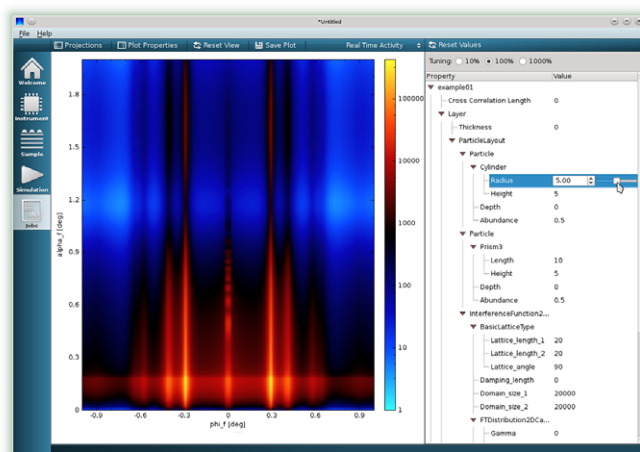 *Untitled
File Help
Projections Plot Properties Reset View Save Plot Real Time Activity Reset Values
Welcome
Instrument
Sample
Simulation
Jobs
Tuning: 10% 100% 1000%
Property Value
example01
Cross Correlation Length 0
Layer
Thickness 0
ParticleLayout
Particle
Cylinder
Radius 5.00
Height 5
Depth 0
Abundance 0.5
Particle
Prism3
Length 10
Height 5
Depth 0
Abundance 0.5
InterferenceFunction2...
BasicLatticeType
Lattice_length_1 20
Lattice_length_2 20
Lattice_angle 90
Damping_length 0
Domain_size_1 20000
Domain_size_2 20000
FTDistribution2DCa...
Gamma 0
alpha_f [deg]
1.8
1.5
1.2
0.9
0.6
0.3
0
-0.9 -0.6 -0.3 0 0.3 0.6 0.9
phi_f [deg]
100000
10000
1000
100
10
1